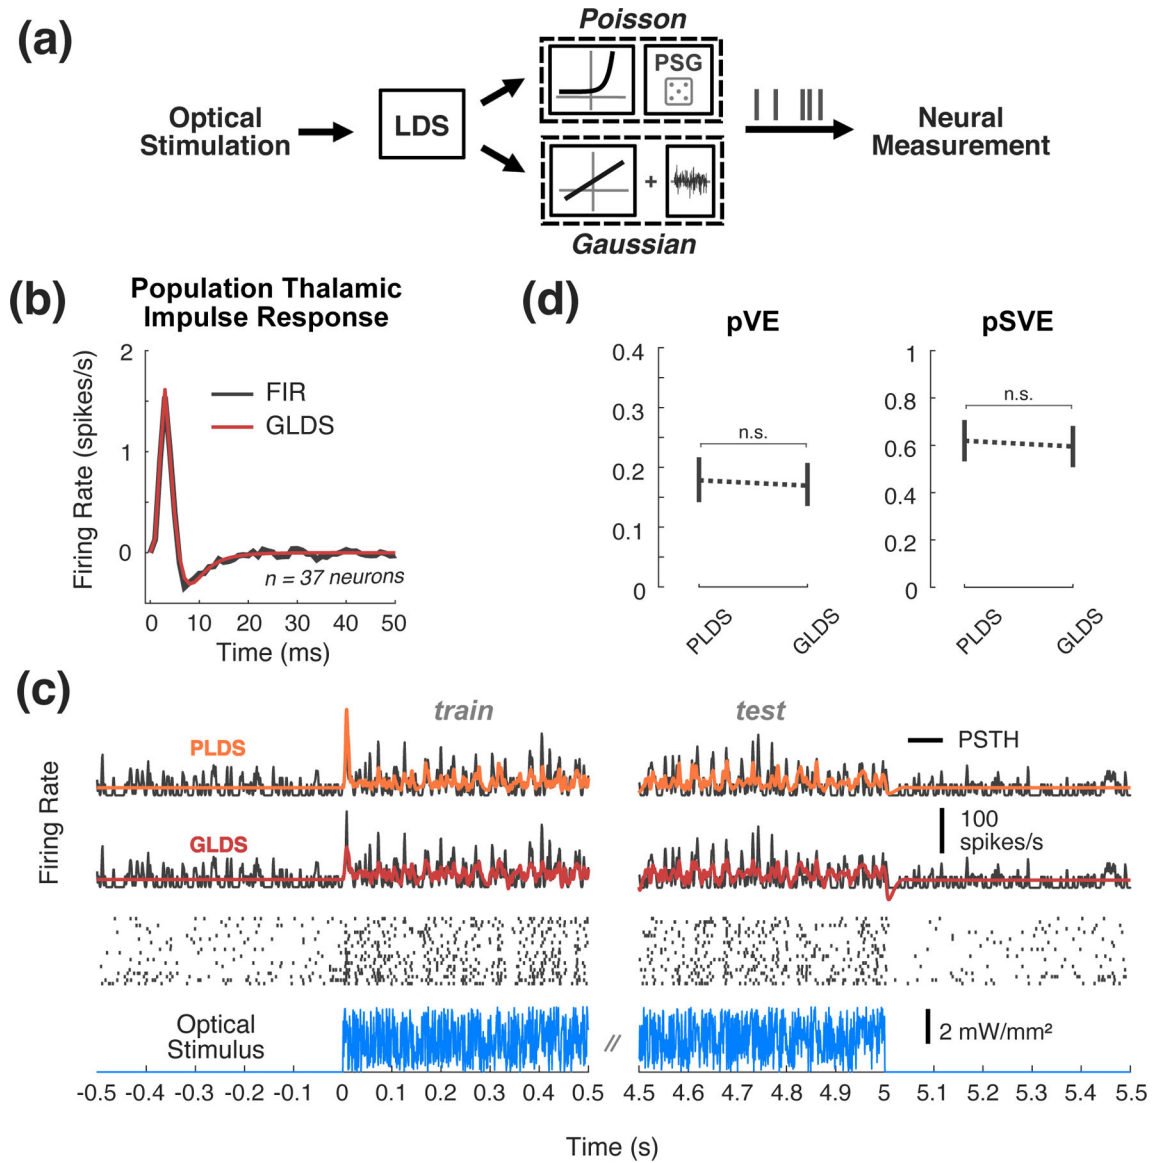 (a)
Poisson
PSG
Optical
Stimulation
LDS
Neural
Measurement
+
Gaussian
(b)
Population Thalamic
Impulse Response
Firing Rate (spikes/s)
2
1
0
FIR
GLDS
n = 37 neurons
0 10 20 30 40 50
Time (ms)
(d)
pVE
0.4
0.3
0.2
0.1
0
n.s.
PLDS
GLDS
pSVE
1
0.8
0.6
0.4
0.2
0
n.s.
PLDS
GLDS
(c)
train
test
Firing Rate
PLDS
PSTH
GLDS
100
spikes/s
Optical
Stimulus
//
2 mW/mm²
-0.5 -0.4 -0.3 -0.2 -0.1 0 0.1 0.2 0.3 0.4 0.5 4.5 4.6 4.7 4.8 4.9 5 5.1 5.2 5.3 5.4 5.5
Time (s)